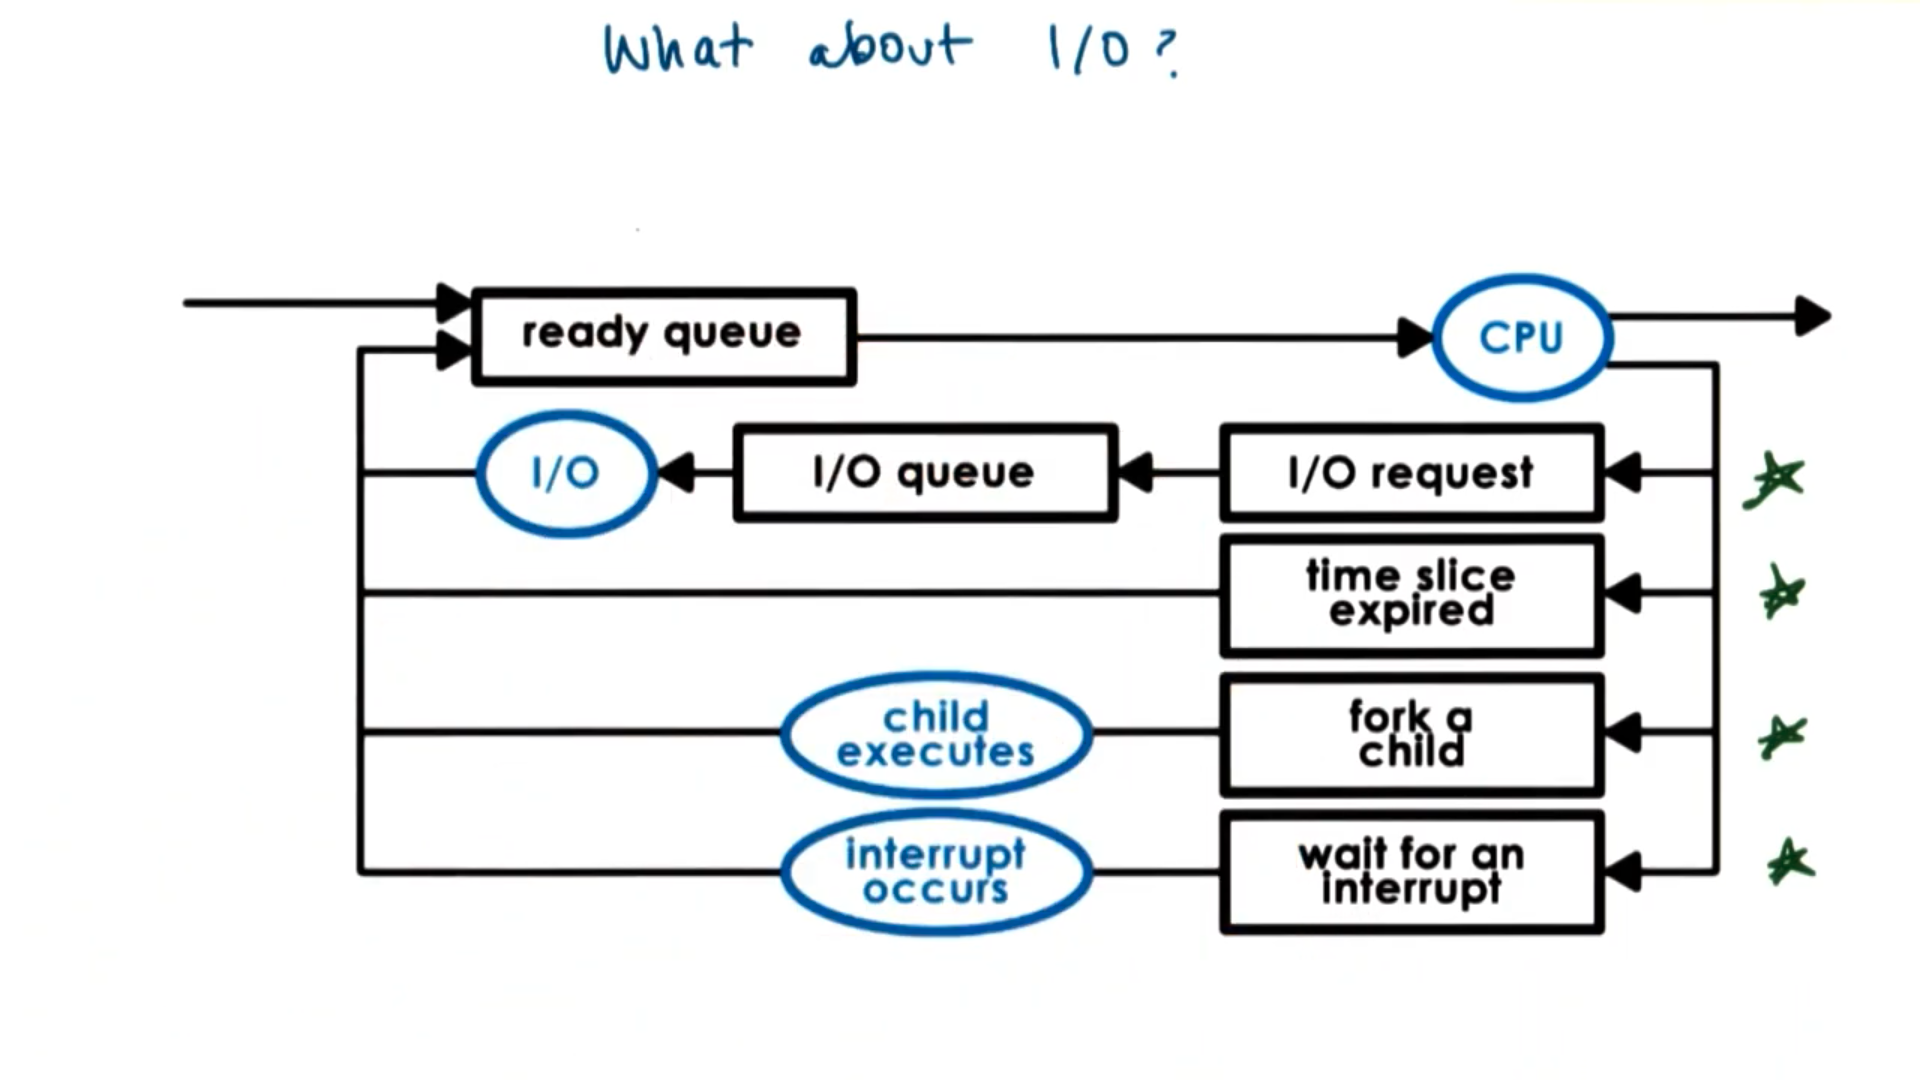 What about I/O?
ready queue
CPU
I/O
I/O queue
I/O request
time slice
expired
child
executes
fork a
child
interrupt
occurs
wait for an
interrupt